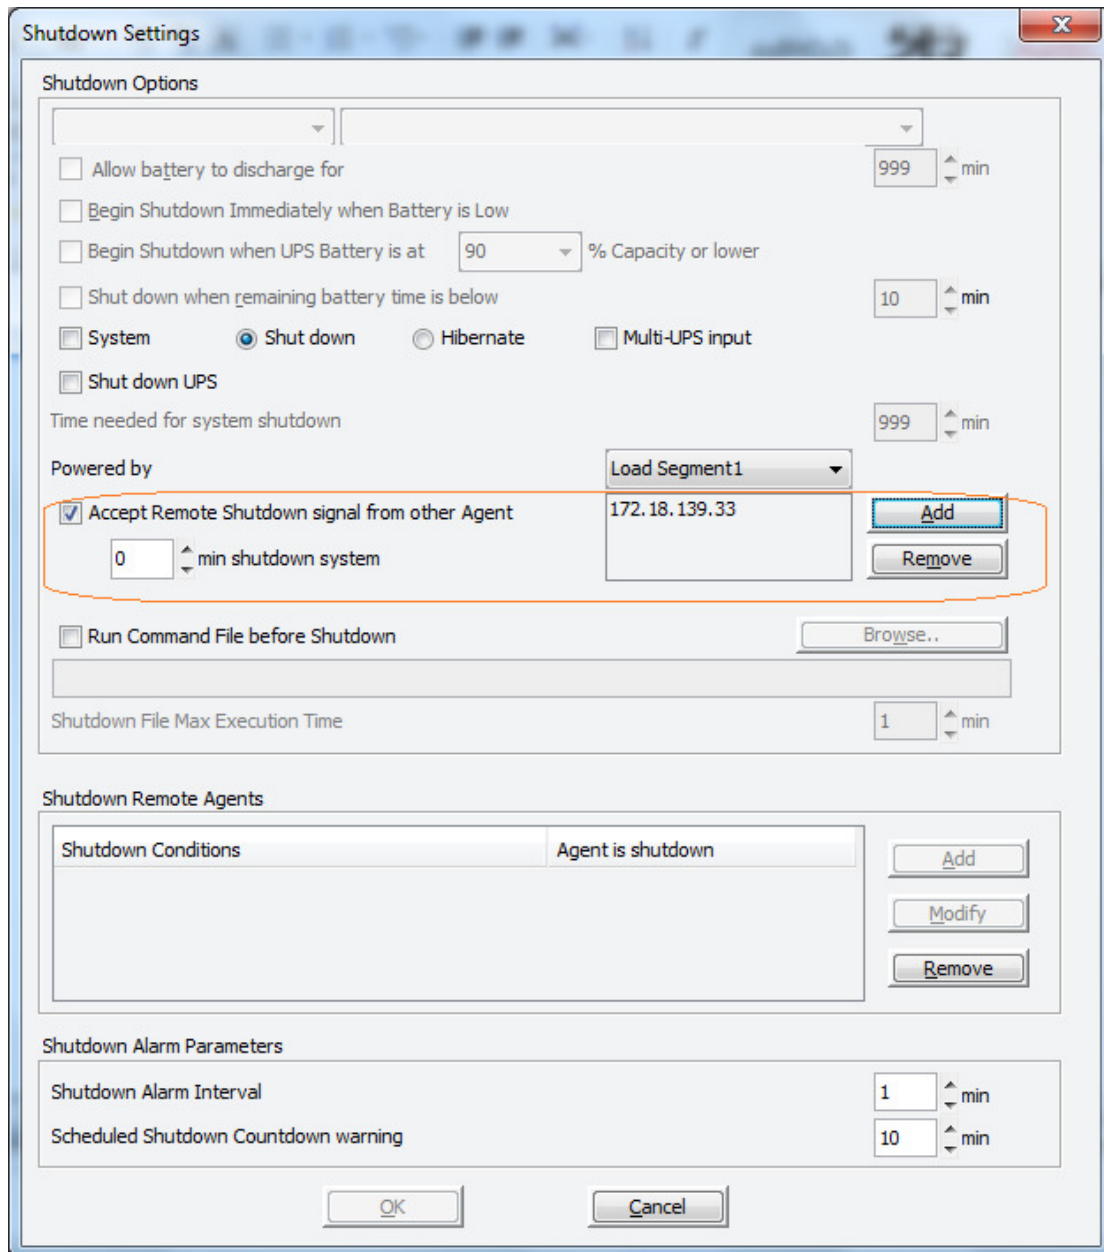 Shutdown Settings
Shutdown Options
Allow battery to discharge for 999 min
Begin Shutdown Immediately when Battery is Low
Begin Shutdown when UPS Battery is at 90 % Capacity or lower
Shut down when remaining battery time is below 10 min
System Shut down Hibernate Multi-UPS input
Shut down UPS
Time needed for system shutdown 999 min
Powered by Load Segment1
Accept Remote Shutdown signal from other Agent 172.18.139.33 Add
0 min shutdown system Remove
Run Command File before Shutdown Browse..
Shutdown File Max Execution Time 1 min
Shutdown Remote Agents
Shutdown Conditions Agent is shutdown
Add
Modify
Remove
Shutdown Alarm Parameters
Shutdown Alarm Interval 1 min
Scheduled Shutdown Countdown warning 10 min
OK Cancel